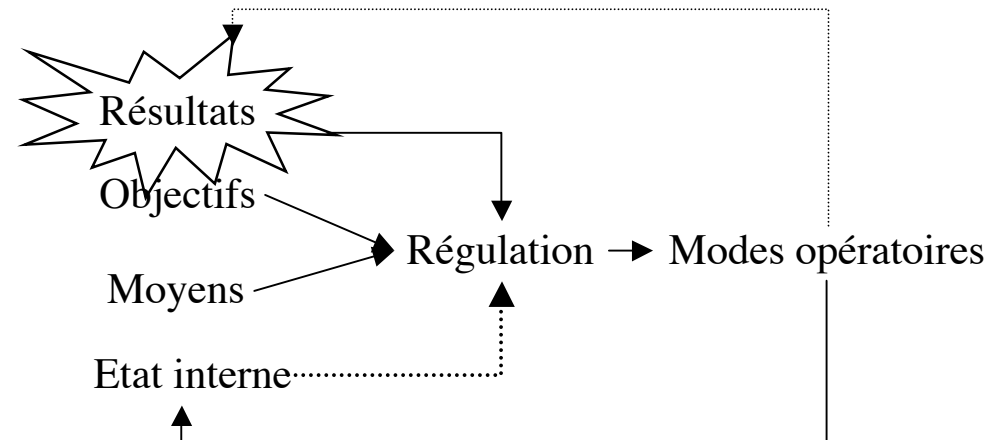 Résultats
Objectifs
Régulation
Modes opératoires
Moyens
Etat interne